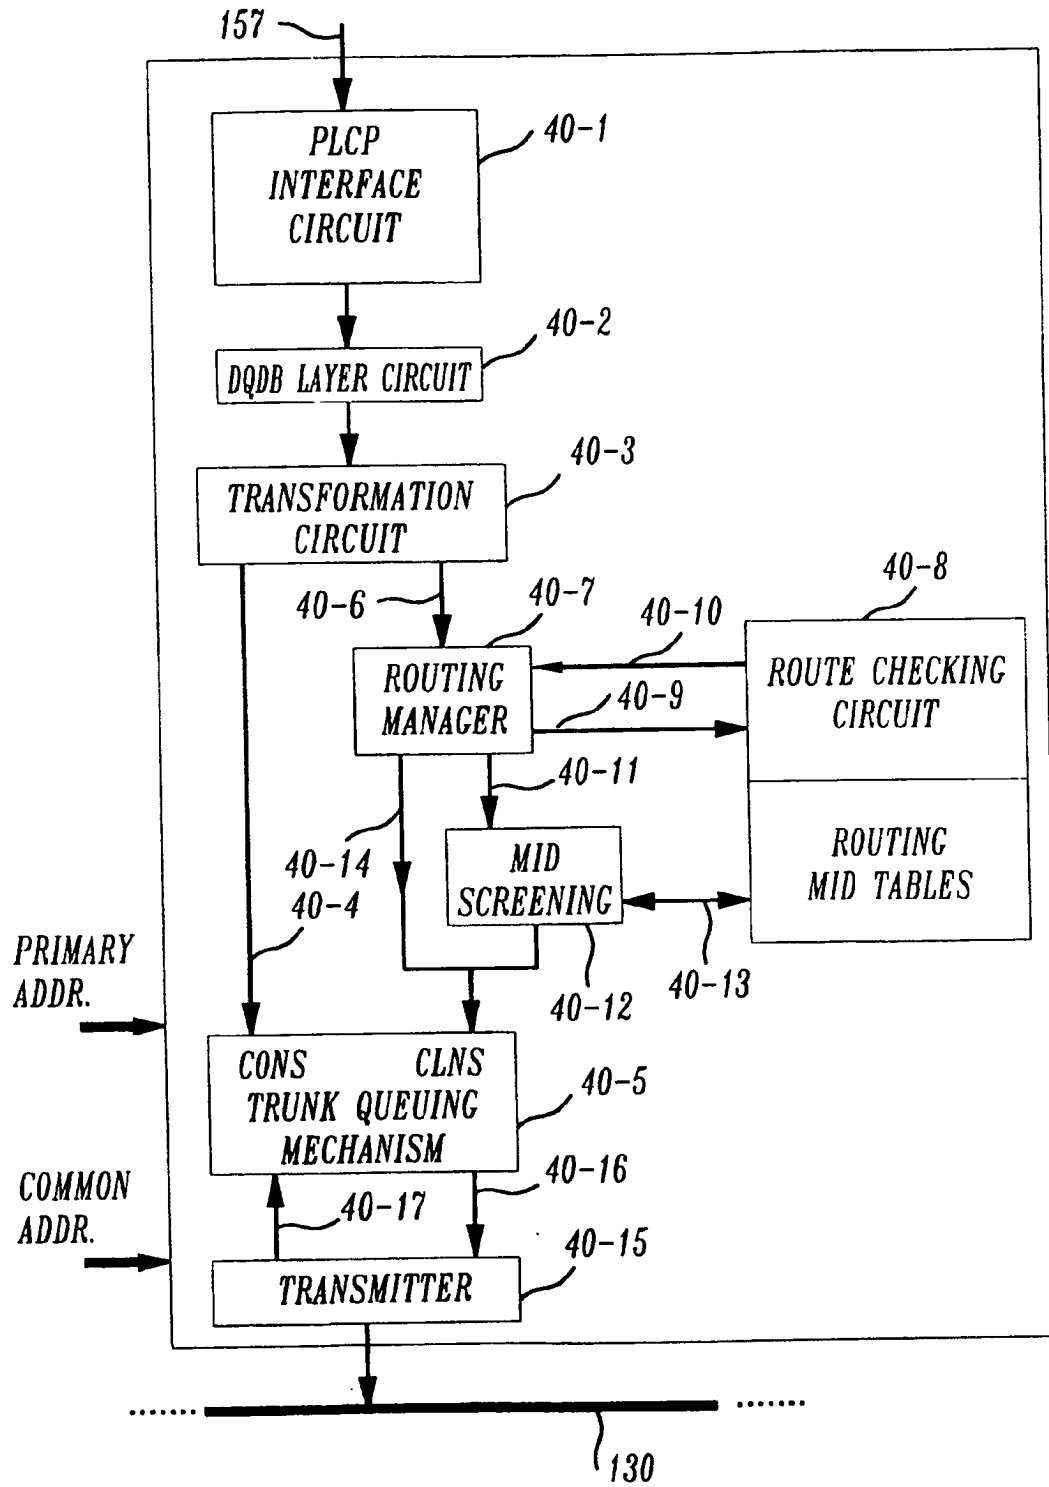 157
40-1
PLCP
INTERFACE
CIRCUIT
40-2
DQDB LAYER CIRCUIT
40-3
TRANSFORMATION
CIRCUIT
40-6
40-7
40-10
40-8
ROUTING
MANAGER
40-9
ROUTE CHECKING
CIRCUIT
40-11
40-14
40-4
MID
SCREENING
ROUTING
MID TABLES
40-13
40-12
PRIMARY
ADDR.
CONS CLNS
TRUNK QUEUING
MECHANISM
40-5
COMMON
ADDR.
40-17
40-16
40-15
TRANSMITTER
130